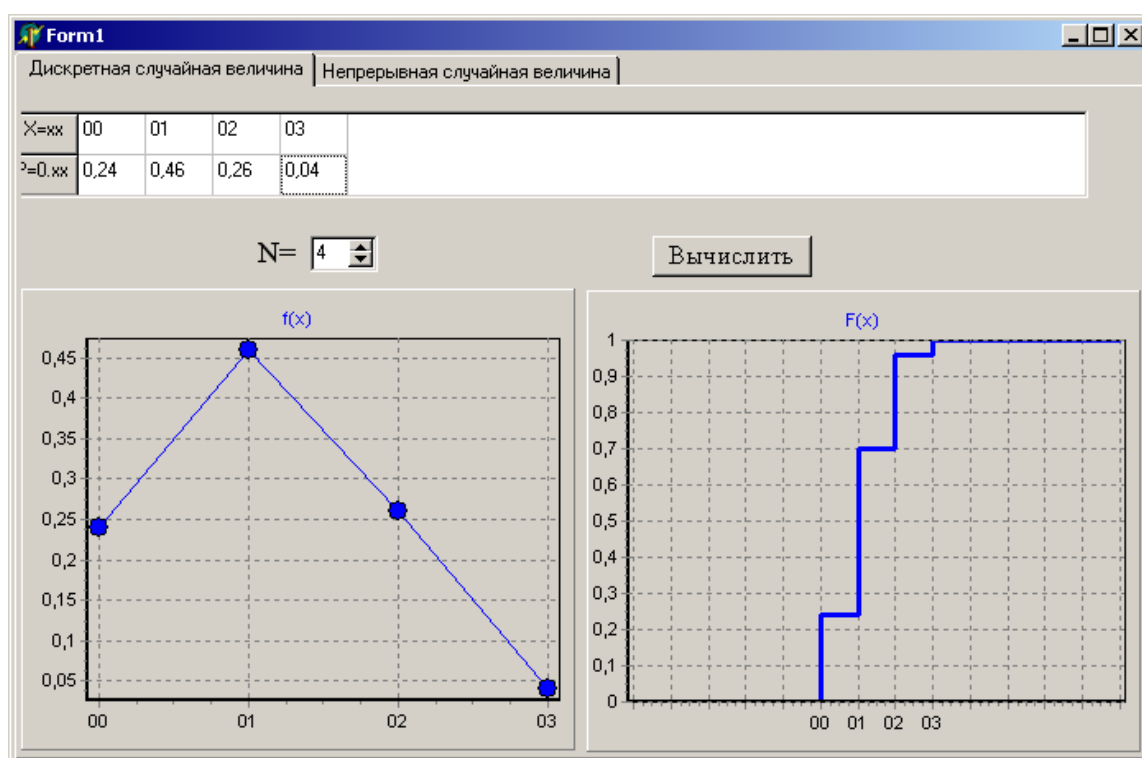 Form1
Дискретная случайная величина Непрерывная случайная величина
X=xx 00 01 02 03
P=0.xx 0,24 0,46 0,26 0,04
N= 4 Вычислить
f(x)
0,45
0,4
0,35
0,3
0,25
0,2
0,15
0,1
0,05
00 01 02 03
F(x)
1
0,9
0,8
0,7
0,6
0,5
0,4
0,3
0,2
0,1
0
00 01 02 03